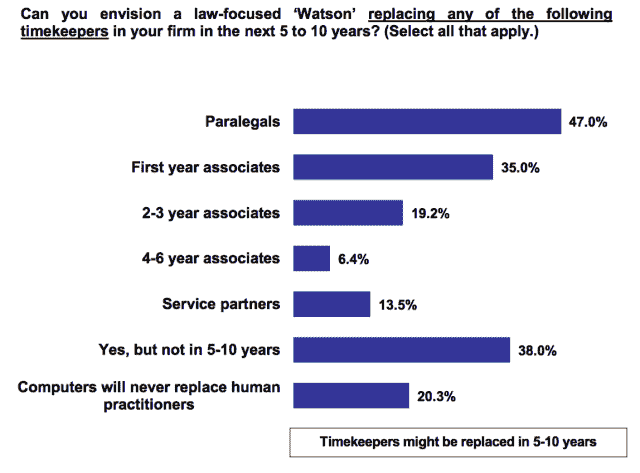 Can you envision a law-focused ‘Watson’ replacing any of the following
timekeepers in your firm in the next 5 to 10 years? (Select all that apply.)
Paralegals 47.0%
First year associates 35.0%
2-3 year associates 19.2%
4-6 year associates 6.4%
Service partners 13.5%
Yes, but not in 5-10 years 38.0%
Computers will never replace human
practitioners 20.3%
Timekeepers might be replaced in 5-10 years